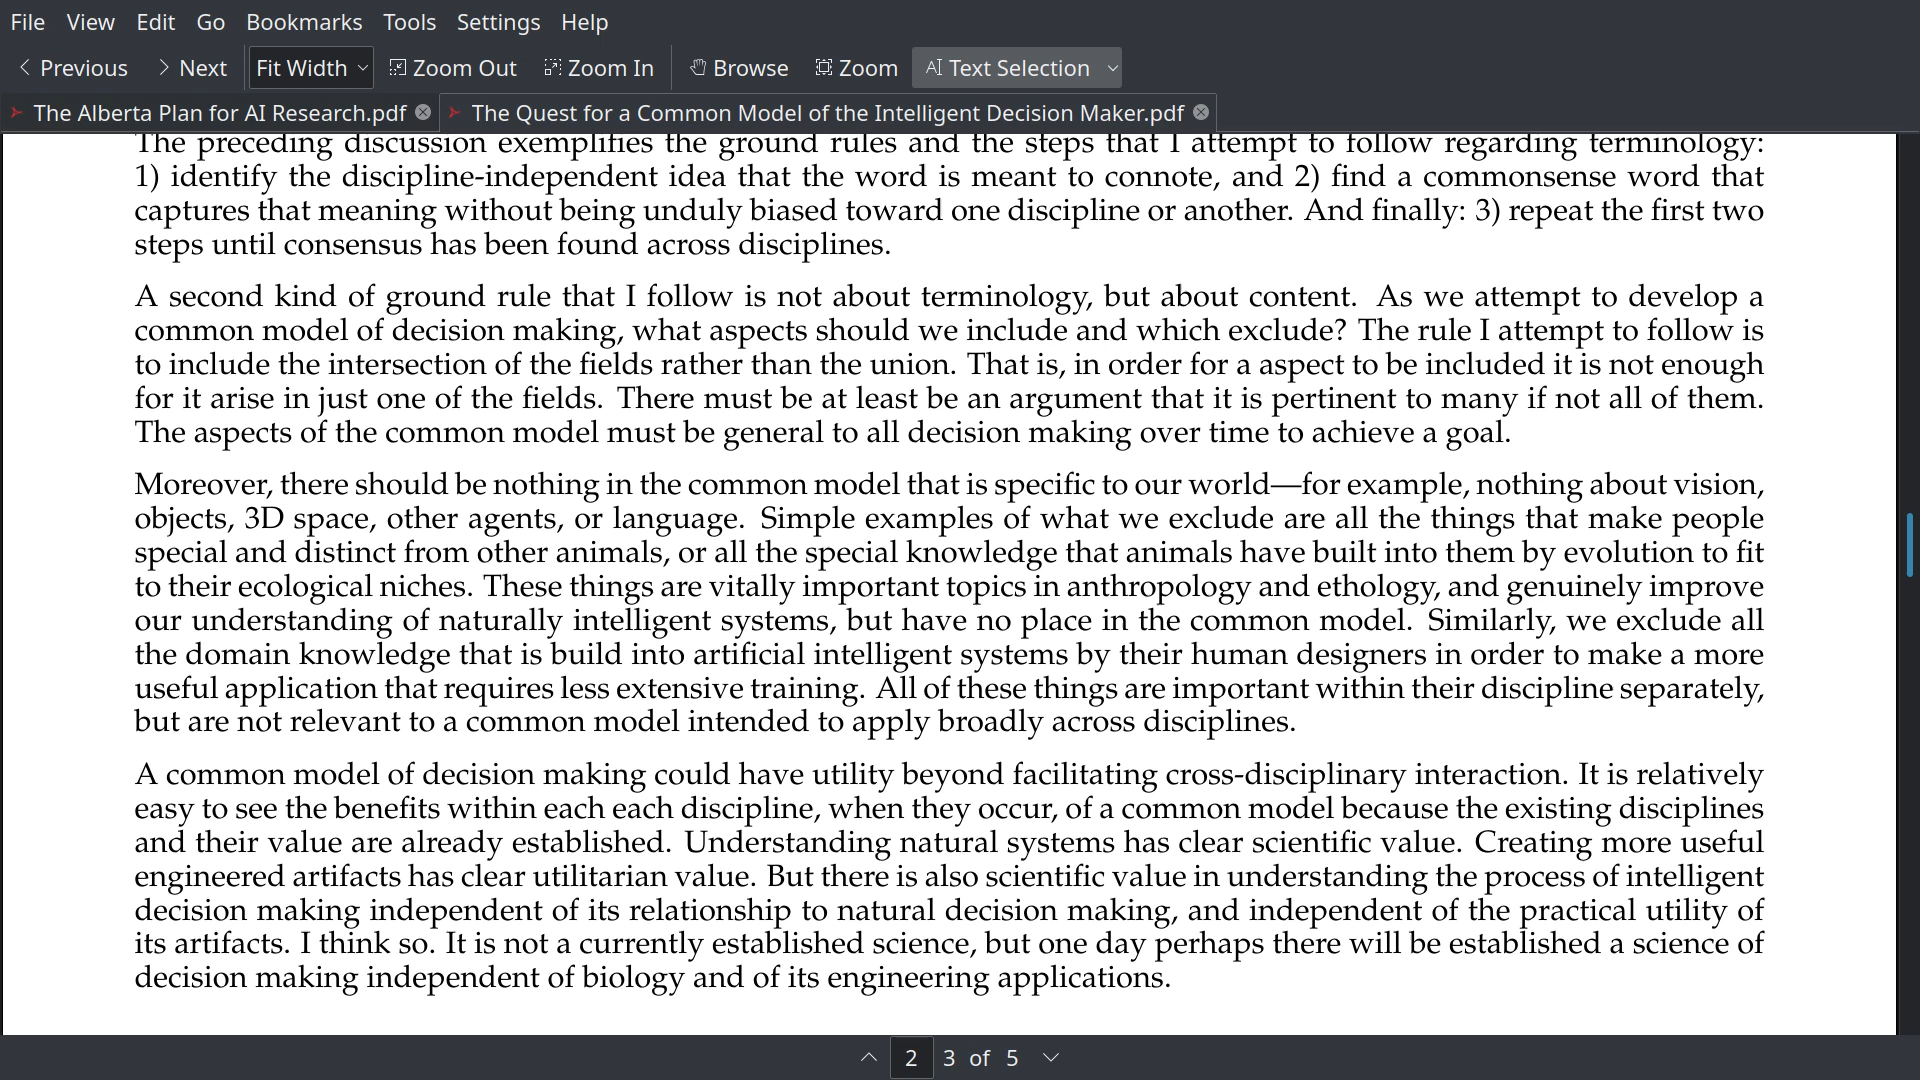 File View Edit Go Bookmarks Tools Settings Help
Previous Next Fit Width Zoom Out Zoom In Browse Zoom Text Selection
The Alberta Plan for AI Research.pdf The Quest for a Common Model of the Intelligent Decision Maker.pdf
The preceding discussion exemplifies the ground rules and the steps that I attempt to follow regarding terminology:
1) identify the discipline-independent idea that the word is meant to connote, and 2) find a commonsense word that
captures that meaning without being unduly biased toward one discipline or another. And finally: 3) repeat the first two
steps until consensus has been found across disciplines.
A second kind of ground rule that I follow is not about terminology, but about content. As we attempt to develop a
common model of decision making, what aspects should we include and which exclude? The rule I attempt to follow is
to include the intersection of the fields rather than the union. That is, in order for a aspect to be included it is not enough
for it arise in just one of the fields. There must be at least be an argument that it is pertinent to many if not all of them.
The aspects of the common model must be general to all decision making over time to achieve a goal.
Moreover, there should be nothing in the common model that is specific to our world—for example, nothing about vision,
objects, 3D space, other agents, or language. Simple examples of what we exclude are all the things that make people
special and distinct from other animals, or all the special knowledge that animals have built into them by evolution to fit
to their ecological niches. These things are vitally important topics in anthropology and ethology, and genuinely improve
our understanding of naturally intelligent systems, but have no place in the common model. Similarly, we exclude all
the domain knowledge that is build into artificial intelligent systems by their human designers in order to make a more
useful application that requires less extensive training. All of these things are important within their discipline separately,
but are not relevant to a common model intended to apply broadly across disciplines.
A common model of decision making could have utility beyond facilitating cross-disciplinary interaction. It is relatively
easy to see the benefits within each each discipline, when they occur, of a common model because the existing disciplines
and their value are already established. Understanding natural systems has clear scientific value. Creating more useful
engineered artifacts has clear utilitarian value. But there is also scientific value in understanding the process of intelligent
decision making independent of its relationship to natural decision making, and independent of the practical utility of
its artifacts. I think so. It is not a currently established science, but one day perhaps there will be established a science of
decision making independent of biology and of its engineering applications.
2 3 of 5